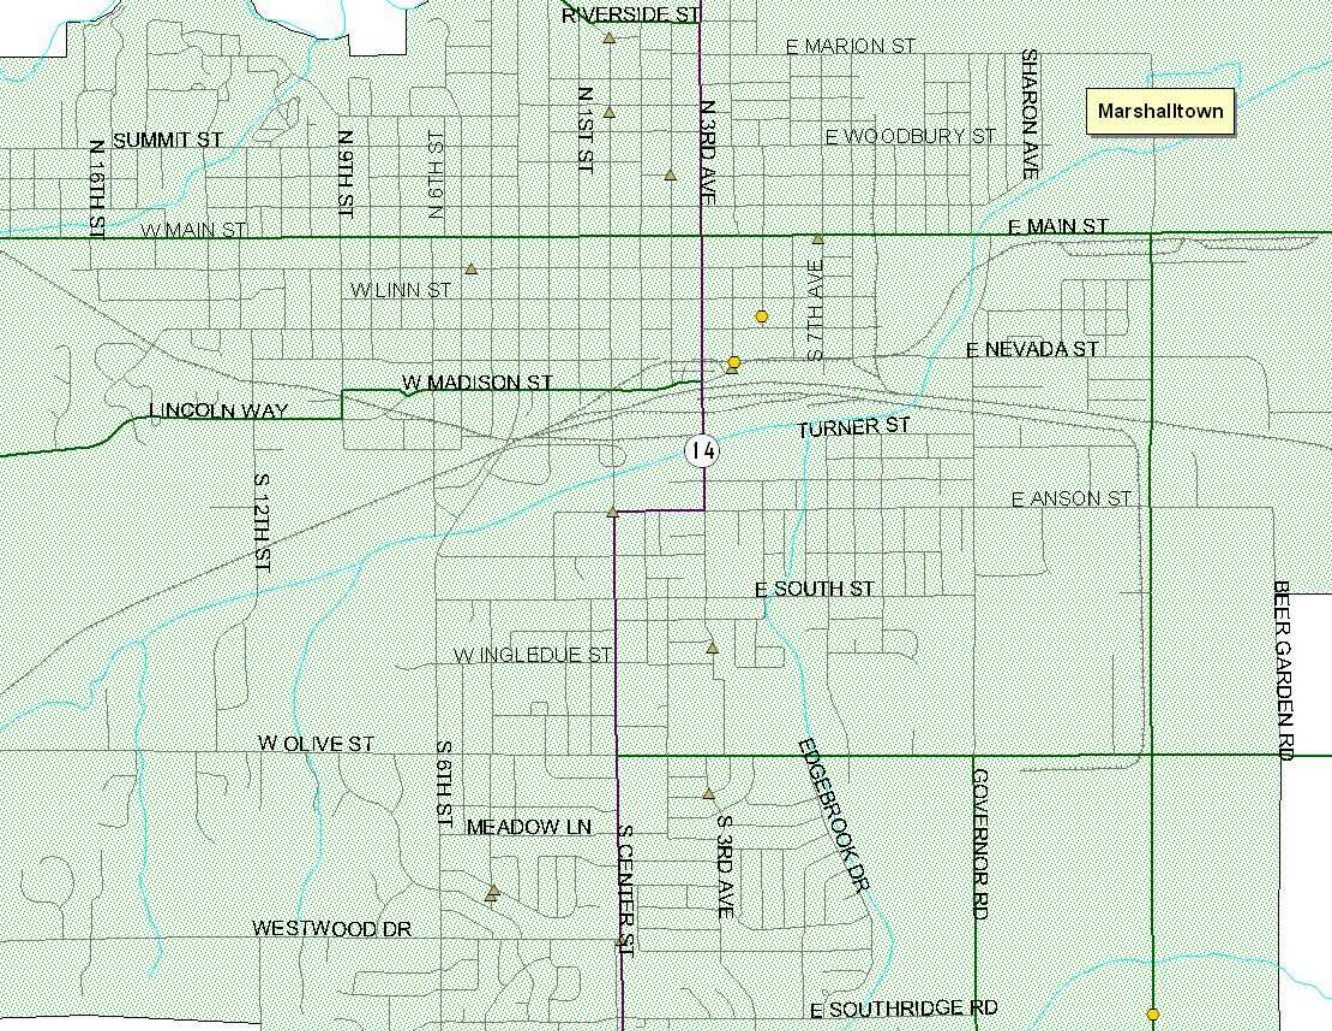 RIVERSIDE ST
E MARION ST
SHARON AVE
Marshalltown
N 1ST ST
N 3RD AVE
SUMMIT ST
N 16TH ST
N 9TH ST
N 6TH ST
E WOODBURY ST
W MAIN ST
E MAIN ST
W LINN ST
S 7TH AVE
E NEVADA ST
W MADISON ST
LINCOLN WAY
TURNER ST
14
S 12TH ST
E ANSON ST
E SOUTH ST
BEER GARDEN RD
W INGLEDUE ST
W OLIVE ST
S 6TH ST
EDGEBROOK DR
GOVERNOR RD
MEADOW LN
S CENTER ST
S 3RD AVE
WESTWOOD DR
E SOUTHRIDGE RD